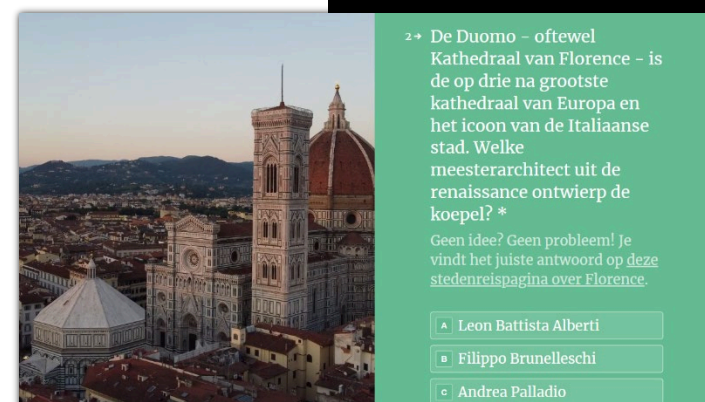 2→ De Duomo - oftewel
Kathedraal van Florence - is
de op drie na grootste
kathedraal van Europa en
het icoon van de Italiaanse
stad. Welke
meesterarchitect uit de
renaissance ontwierp de
koepel? *
Geen idee? Geen probleem! Je
vindt het juiste antwoord op deze
stedenreispagina over Florence.
A Leon Battista Alberti
B Filippo Brunelleschi
C Andrea Palladio